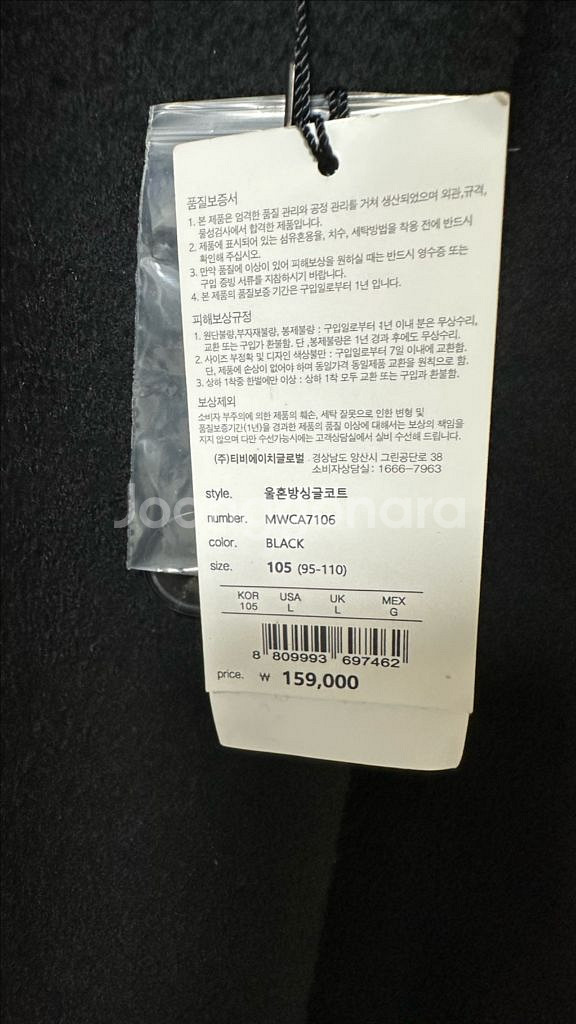 품질보증서
1. 본 제품은 엄격한 품질 관리와 공정 관리를 거쳐 생산되었으며 외관,규격,
물성검사에서 합격한 제품입니다.
2. 제품에 표시되어 있는 섬유혼용율, 치수, 세탁방법을 착용 전에 반드시
확인해 주십시오.
3. 만약 품질에 이상이 있어 피해보상을 원하실 때는 반드시 영수증 또는
구입 증빙 서류를 지참하시기 바랍니다.
4. 본 제품의 품질보증 기간은 구입일로부터 1년 입니다.
피해보상규정
1. 원단불량,부자재불량, 봉제불량 : 구입일로부터 1년 이내 분은 무상수리,
교환 또는 구입가 환불함. 단 ,봉제불량은 1년 경과 후에도 무상수리.
2. 사이즈 부정확 및 디자인 색상불만 : 구입일로부터 7일 이내에 교환함.
단, 제품에 손상이 없어야 하며 동일가격 동일제품 교환을 원칙으로 함.
3. 상하 1착중 한벌에만 이상 : 상하 1착 모두 교환 또는 구입과 환불함.
보상제외
소비자 부주의에 의한 제품의 훼손, 세탁 잘못으로 인한 변형 및
품질보증기간(1년)을 경과한 제품의 품질 이상에 대해서는 보상의 책임을
지지 않으며 다만 수선가능시에는 고객상담실에서 실비 수선해 드립니다.
(주)티비에이치글로벌 경상남도 양산시 그린공단로 38
소비자상담실 : 1666-7963
style. 울혼방싱글코트
Joongonara
number. MWCA7106
color. BLACK
size. 105 (95-110)
KOR USA UK MEX
105 L L G
8 809993 697462
price. ₩ 159,000